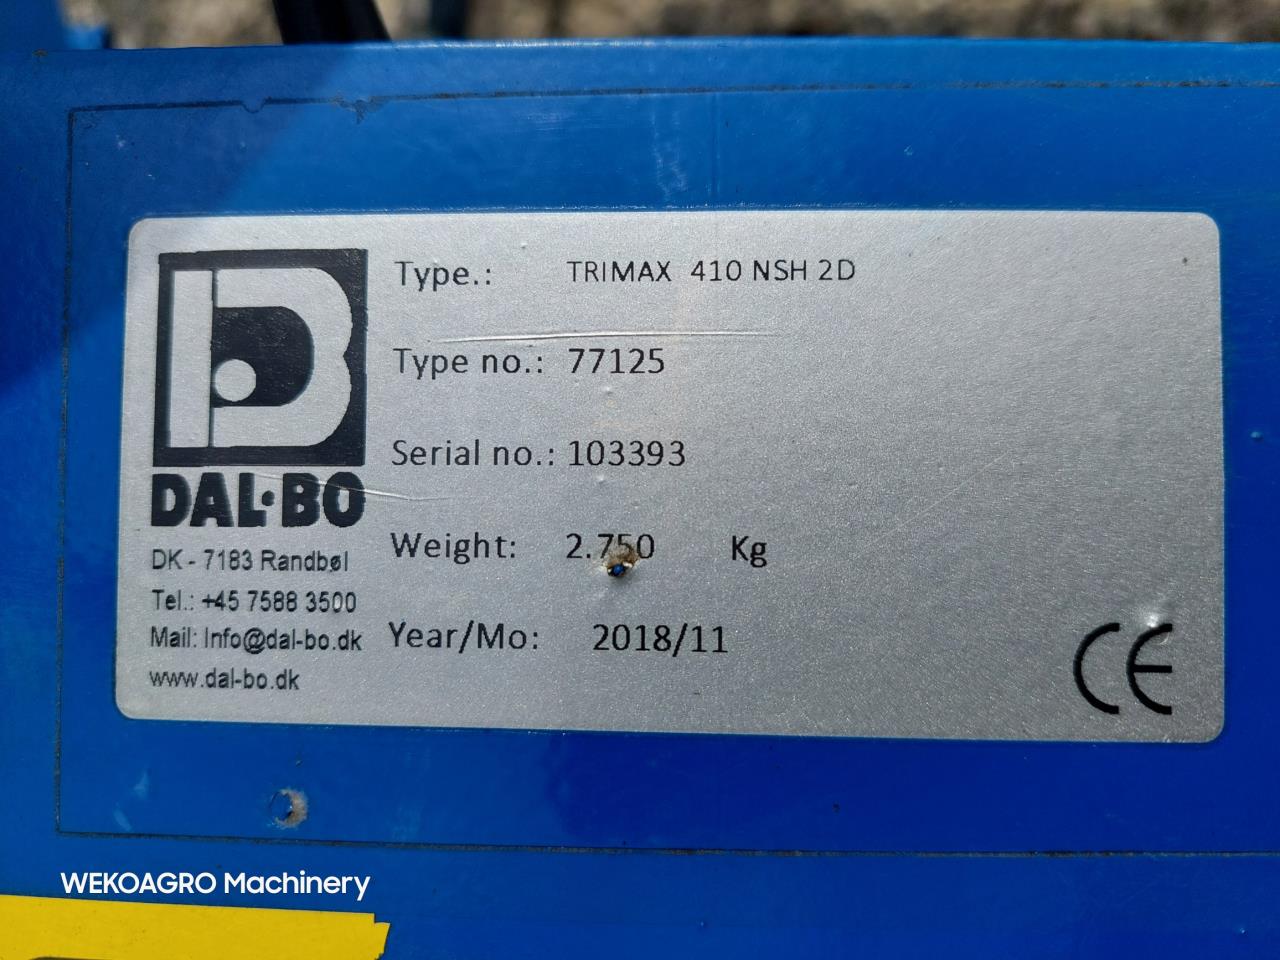 Type.: TRIMAX 410 NSH 2D
Type no.: 77125
Serial no.: 103393
Weight: 2.750 Kg
Year/Mo: 2018/11
DAL·BO
DK - 7183 Randbøl
Tel.: +45 7588 3500
Mail: Info@dal-bo.dk
www.dal-bo.dk
CE
WEKOAGRO Machinery